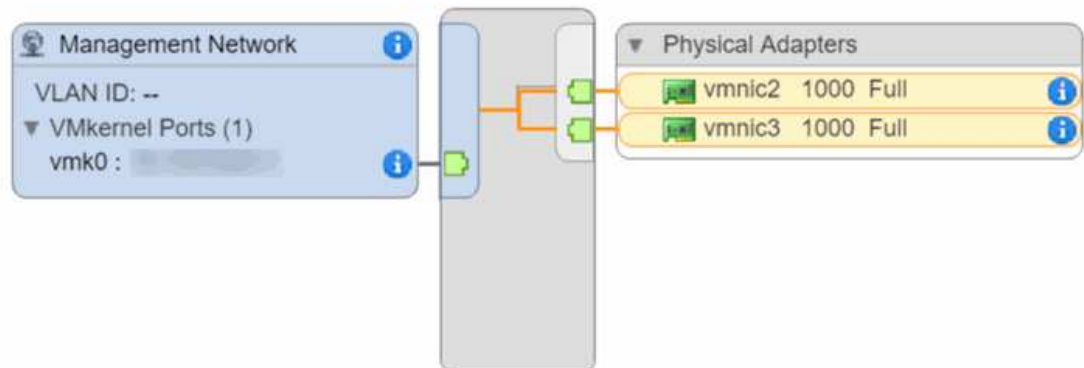 Management Network
VLAN ID: --
VMkernel Ports (1)
vmk0 :
Physical Adapters
vmnic2 1000 Full
vmnic3 1000 Full